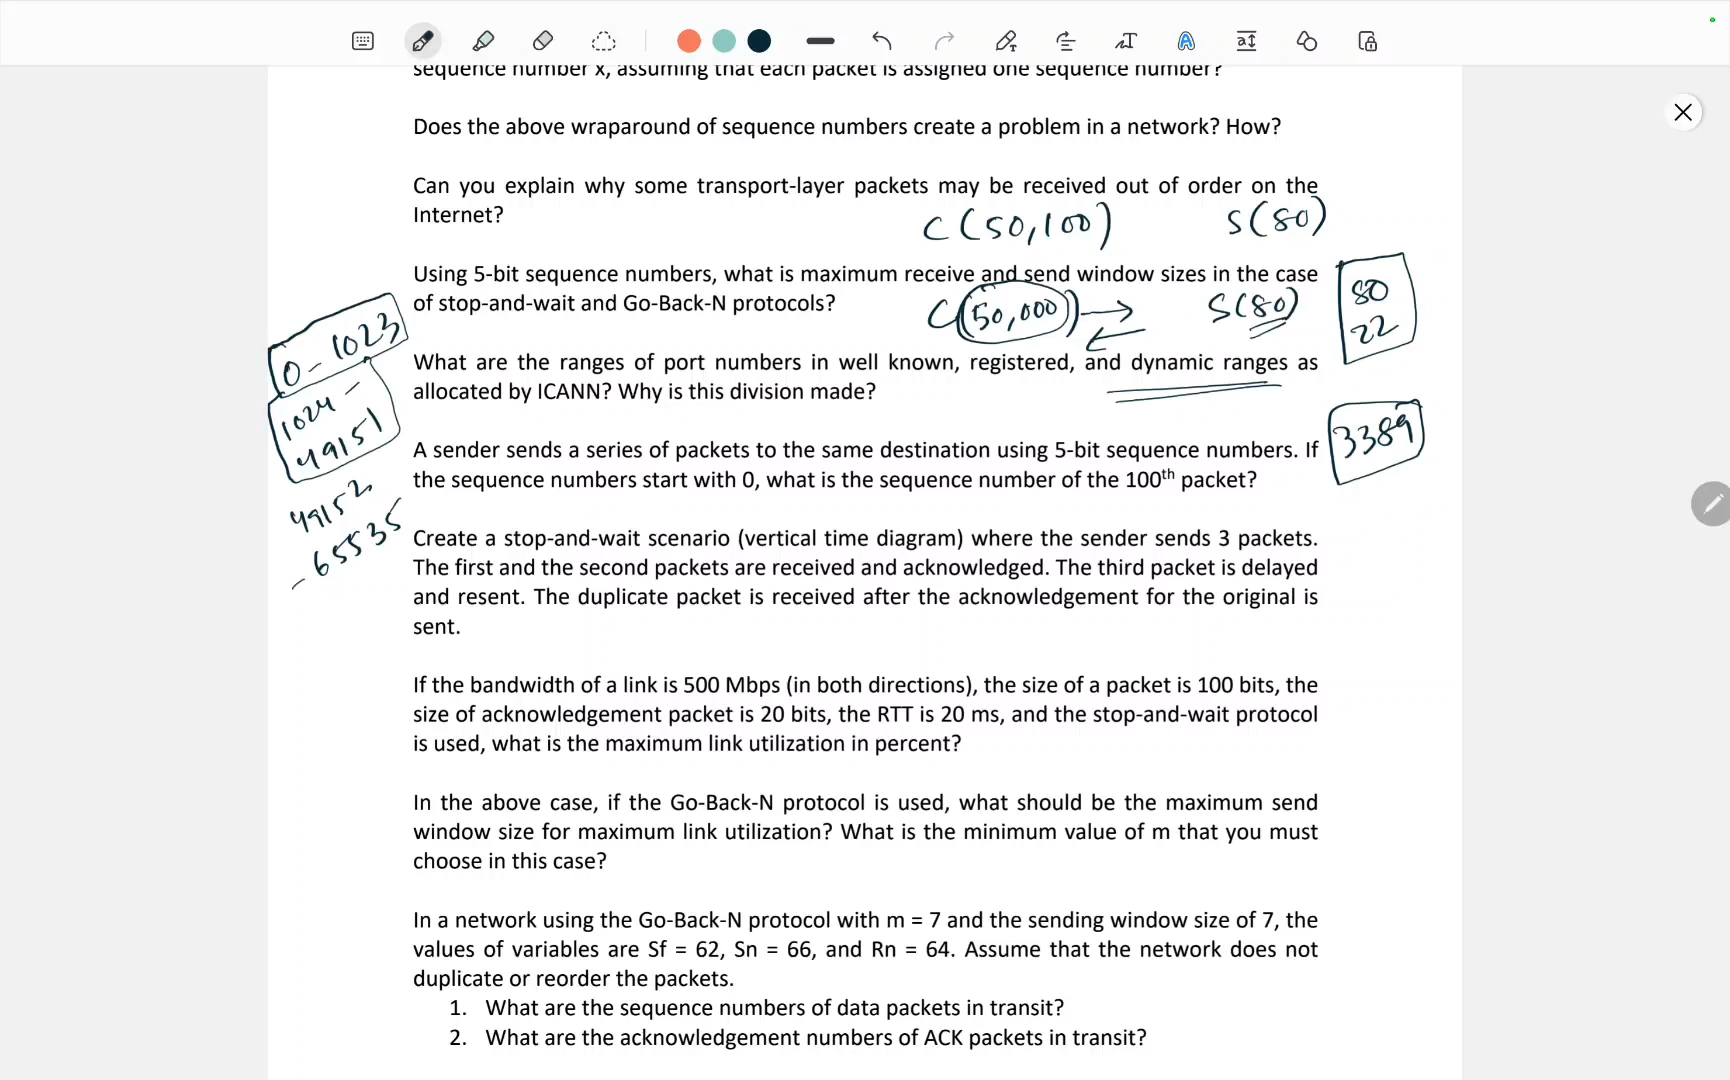 sequence number x, assuming that each packet is assigned one sequence number?
Does the above wraparound of sequence numbers create a problem in a network? How?
Can you explain why some transport-layer packets may be received out of order on the
Internet?
C (50,100) S(80)
Using 5-bit sequence numbers, what is maximum receive and send window sizes in the case
of stop-and-wait and Go-Back-N protocols?
C(50,000) S(80)
80
22
0 - 1023
What are the ranges of port numbers in well known, registered, and dynamic ranges as
allocated by ICANN? Why is this division made?
1024 -
49151
3389
A sender sends a series of packets to the same destination using 5-bit sequence numbers. If
the sequence numbers start with 0, what is the sequence number of the 100th packet?
49152
- 65535
Create a stop-and-wait scenario (vertical time diagram) where the sender sends 3 packets.
The first and the second packets are received and acknowledged. The third packet is delayed
and resent. The duplicate packet is received after the acknowledgement for the original is
sent.
If the bandwidth of a link is 500 Mbps (in both directions), the size of a packet is 100 bits, the
size of acknowledgement packet is 20 bits, the RTT is 20 ms, and the stop-and-wait protocol
is used, what is the maximum link utilization in percent?
In the above case, if the Go-Back-N protocol is used, what should be the maximum send
window size for maximum link utilization? What is the minimum value of m that you must
choose in this case?
In a network using the Go-Back-N protocol with m = 7 and the sending window size of 7, the
values of variables are Sf = 62, Sn = 66, and Rn = 64. Assume that the network does not
duplicate or reorder the packets.
1. What are the sequence numbers of data packets in transit?
2. What are the acknowledgement numbers of ACK packets in transit?